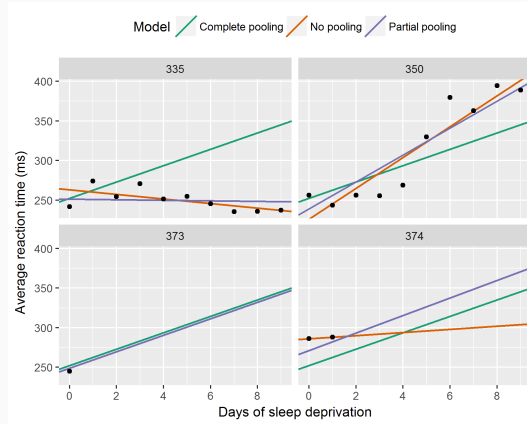 Model Complete pooling No pooling Partial pooling
335 350
400
350
300
250
373 374
400
350
300
250
0 2 4 6 8 0 2 4 6 8
Days of sleep deprivation
Average reaction time (ms)